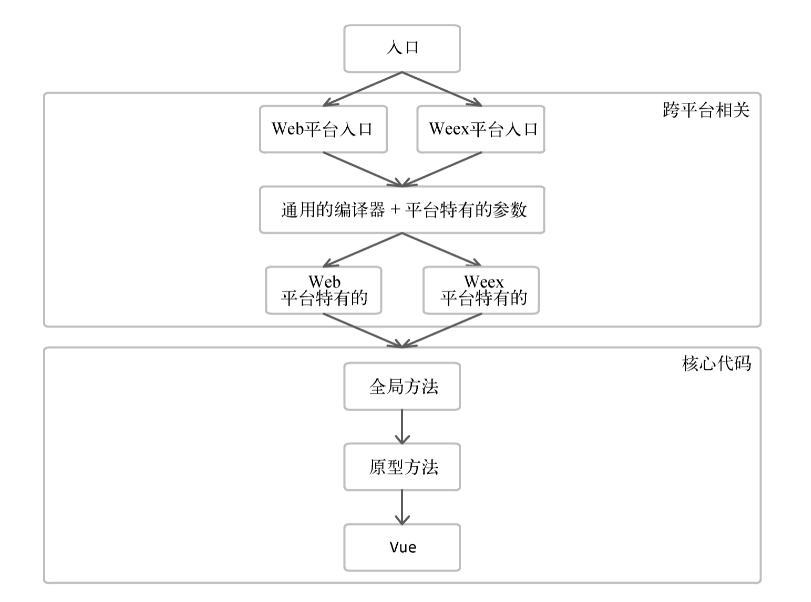 入口
跨平台相关
Web平台入口
Weex平台入口
通用的编译器 + 平台特有的参数
Web
平台特有的
Weex
平台特有的
核心代码
全局方法
原型方法
Vue